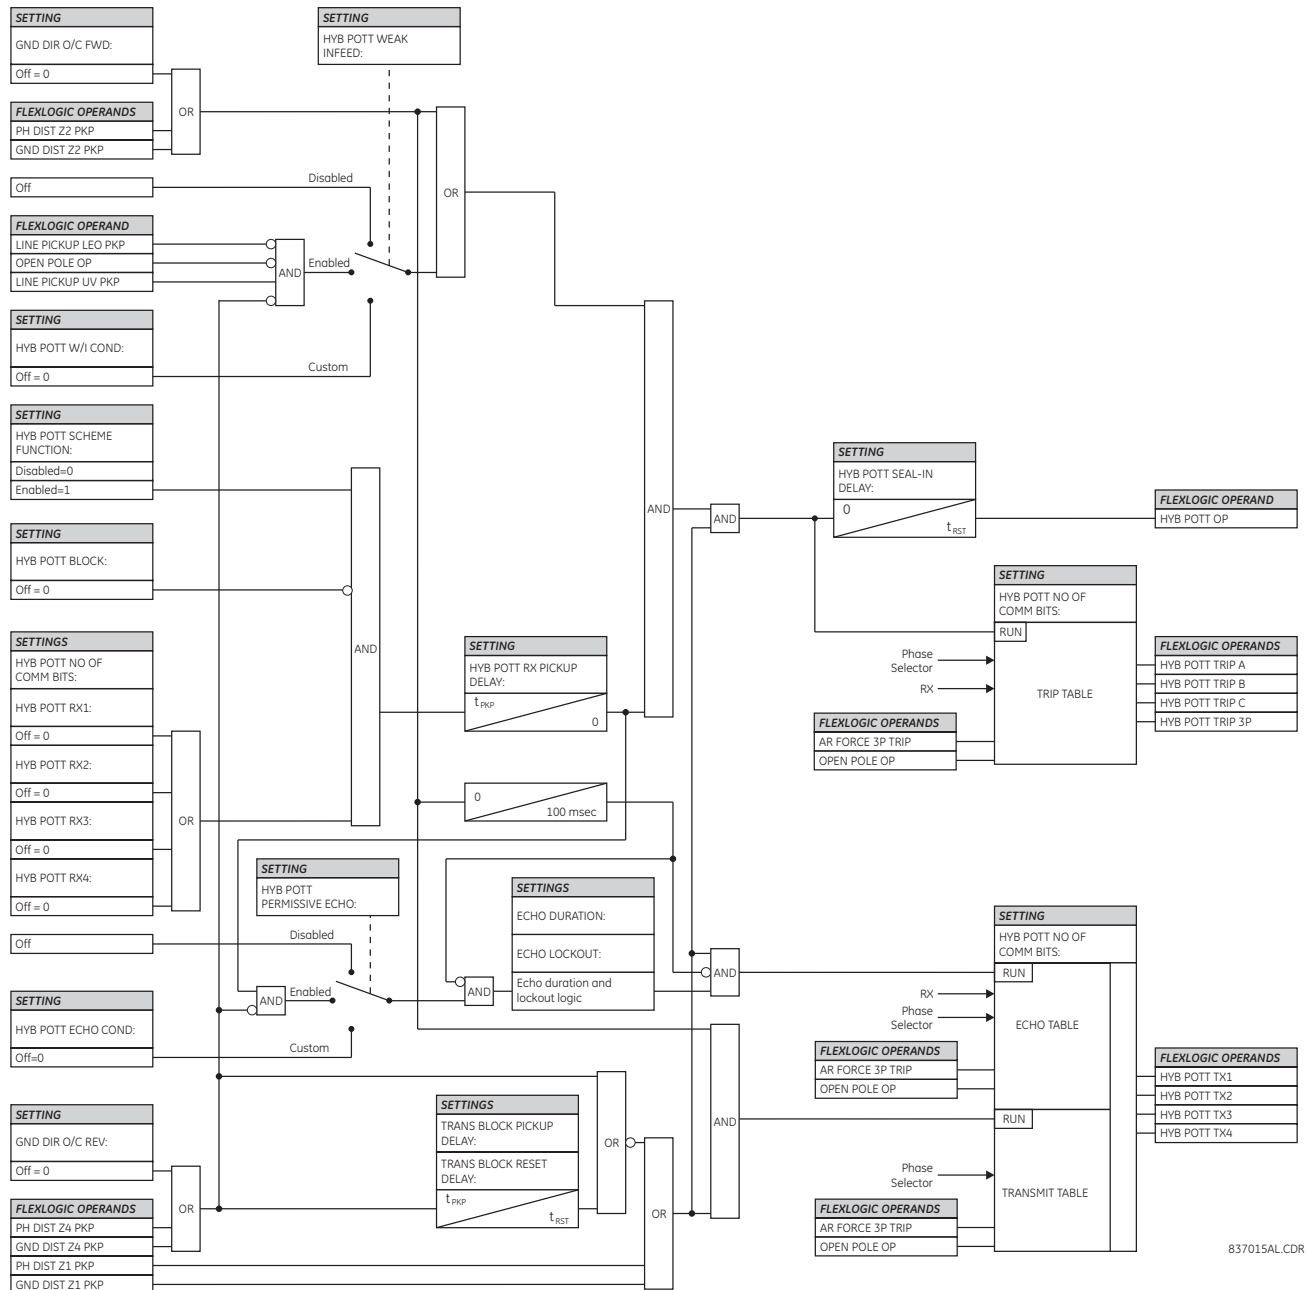 SETTING
GND DIR O/C FWD:
Off = 0
FLEXLOGIC OPERANDS
PH DIST Z2 PKP
GND DIST Z2 PKP
OR
SETTING
HYB POTT WEAK
INFEED:
Off
Disabled
FLEXLOGIC OPERAND
LINE PICKUP LEO PKP
OPEN POLE OP
LINE PICKUP UV PKP
AND
Enabled
OR
SETTING
HYB POTT W/I COND:
Off = 0
Custom
SETTING
HYB POTT SCHEME
FUNCTION:
Disabled=0
Enabled=1
SETTING
HYB POTT BLOCK:
Off = 0
SETTINGS
HYB POTT NO OF
COMM BITS:
HYB POTT RX1:
Off = 0
HYB POTT RX2:
Off = 0
HYB POTT RX3:
Off = 0
HYB POTT RX4:
Off = 0
OR
AND
SETTING
HYB POTT RX PICKUP
DELAY:
tPKP
0
0
100 msec
AND
AND
SETTING
HYB POTT SEAL-IN
DELAY:
0
tRST
FLEXLOGIC OPERAND
HYB POTT OP
SETTING
HYB POTT NO OF
COMM BITS:
RUN
Phase
Selector
RX
TRIP TABLE
FLEXLOGIC OPERANDS
AR FORCE 3P TRIP
OPEN POLE OP
FLEXLOGIC OPERANDS
HYB POTT TRIP A
HYB POTT TRIP B
HYB POTT TRIP C
HYB POTT TRIP 3P
SETTING
HYB POTT
PERMISSIVE ECHO:
Off
Disabled
AND
Enabled
SETTING
HYB POTT ECHO COND:
Off=0
Custom
AND
SETTINGS
ECHO DURATION:
ECHO LOCKOUT:
Echo duration and
lockout logic
AND
SETTING
HYB POTT NO OF
COMM BITS:
RUN
RX
Phase
Selector
ECHO TABLE
FLEXLOGIC OPERANDS
AR FORCE 3P TRIP
OPEN POLE OP
FLEXLOGIC OPERANDS
HYB POTT TX1
HYB POTT TX2
HYB POTT TX3
HYB POTT TX4
SETTING
GND DIR O/C REV:
Off = 0
FLEXLOGIC OPERANDS
PH DIST Z4 PKP
GND DIST Z4 PKP
PH DIST Z1 PKP
GND DIST Z1 PKP
OR
SETTINGS
TRANS BLOCK PICKUP
DELAY:
TRANS BLOCK RESET
DELAY:
tPKP
tRST
OR
OR
AND
RUN
Phase
Selector
TRANSMIT TABLE
FLEXLOGIC OPERANDS
AR FORCE 3P TRIP
OPEN POLE OP
837015AL.CDR